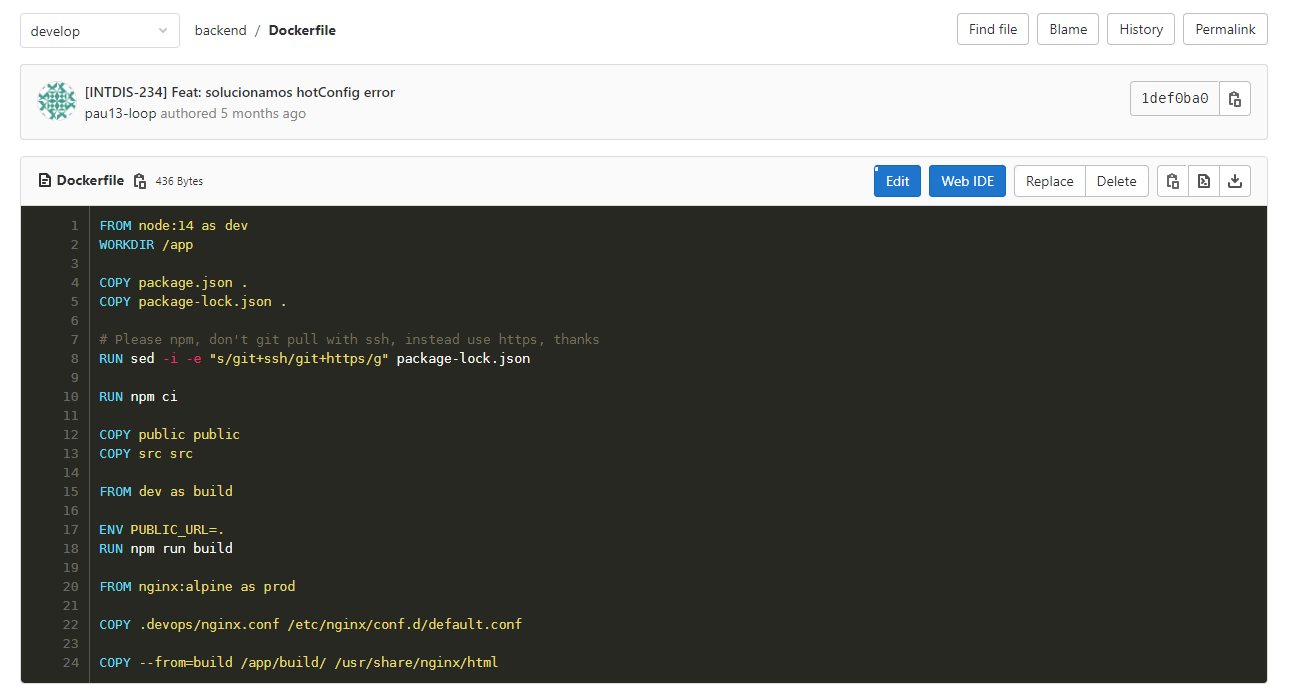 develop
backend / Dockerfile
Find file
Blame
History
Permalink
[INTDIS-234] Feat: solucionamos hotConfig error
pau13-loop authored 5 months ago
1def0ba0
Dockerfile 436 Bytes
Edit
Web IDE
Replace
Delete
1 FROM node:14 as dev
2 WORKDIR /app
3
4 COPY package.json .
5 COPY package-lock.json .
6
7 # Please npm, don't git pull with ssh, instead use https, thanks
8 RUN sed -i -e "s/git+ssh/git+https/g" package-lock.json
9
10 RUN npm ci
11
12 COPY public public
13 COPY src src
14
15 FROM dev as build
16
17 ENV PUBLIC_URL=.
18 RUN npm run build
19
20 FROM nginx:alpine as prod
21
22 COPY .devops/nginx.conf /etc/nginx/conf.d/default.conf
23
24 COPY --from=build /app/build/ /usr/share/nginx/html